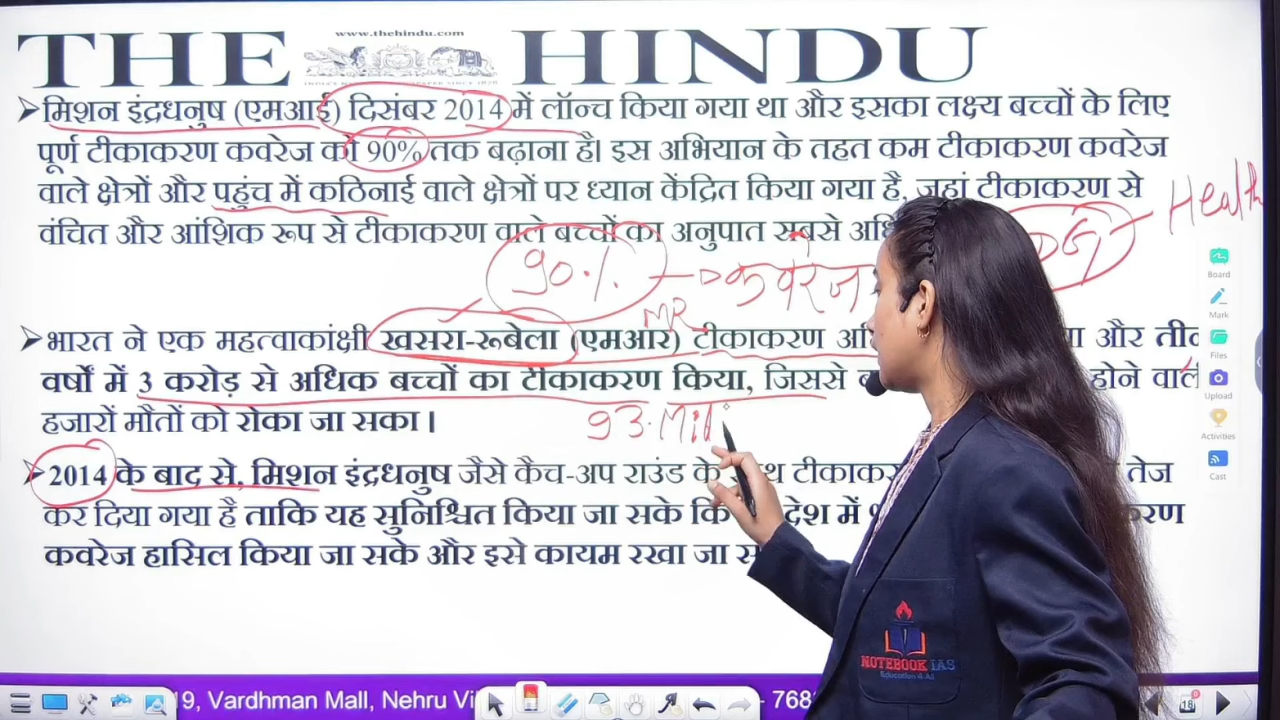 www.thehindu.com
THE HINDU
मिशन इंद्रधनुष (एमआई) दिसंबर 2014 में लॉन्च किया गया था और इसका लक्ष्य बच्चों के लिए
पूर्ण टीकाकरण कवरेज को 90% तक बढ़ाना है। इस अभियान के तहत कम टीकाकरण कवरेज
वाले क्षेत्रों और पहुंच में कठिनाई वाले क्षेत्रों पर ध्यान केंद्रित किया गया है, जहां टीकाकरण से
Health
वंचित और आंशिक रूप से टीकाकरण वाले बच्चों का अनुपात सबसे
90% कवरेज
MR
भारत ने एक महत्वाकांक्षी खसरा-रूबेला (एमआर) टीकाकरण और
वर्षों में 3 करोड़ से अधिक बच्चों का टीकाकरण किया, जिससे होने वाली
हजारों मौतों को रोका जा सका।
93.Mil
2014 के बाद से, मिशन इंद्रधनुष जैसे कैच-अप राउंड के तेज
कर दिया गया है ताकि यह सुनिश्चित किया जा सके कि देश में
कवरेज हासिल किया जा सके और इसे कायम रखा जा
Board
Mark
Files
Upload
Activities
Cast
NOTEBOOK IAS
Education 4 All
19, Vardhman Mall, Nehru
18